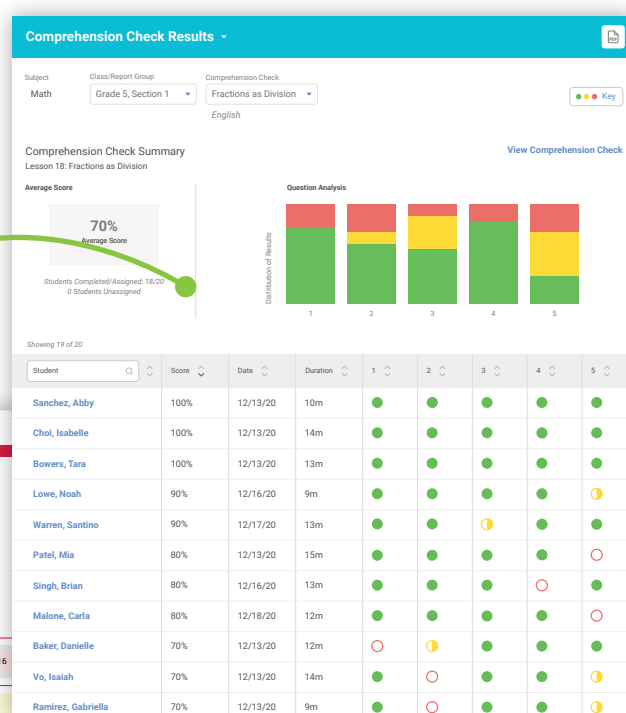 Comprehension Check Results
PDF
Subject
Class/Report Group
Comprehension Check
Math
Grade 5, Section 1
Fractions as Division
Key
English
Comprehension Check Summary
View Comprehension Check
Lesson 18: Fractions as Division
Average Score
Question Analysis
70%
Average Score
Students Completed/Assigned: 18/20
0 Students Unassigned
Distribution of Results
1 2 3 4 5
Showing 19 of 20
Student Score Date Duration 1 2 3 4 5
Sanchez, Abby 100% 12/13/20 10m
Choi, Isabelle 100% 12/13/20 14m
Bowers, Tara 100% 12/13/20 13m
Lowe, Noah 90% 12/16/20 9m
Warren, Santino 90% 12/17/20 13m
Patel, Mia 80% 12/13/20 15m
Singh, Brian 80% 12/16/20 13m
Malone, Carla 80% 12/18/20 12m
Baker, Danielle 70% 12/13/20 12m
Vo, Isaiah 70% 12/13/20 14m
Ramirez, Gabriella 70% 12/13/20 9m